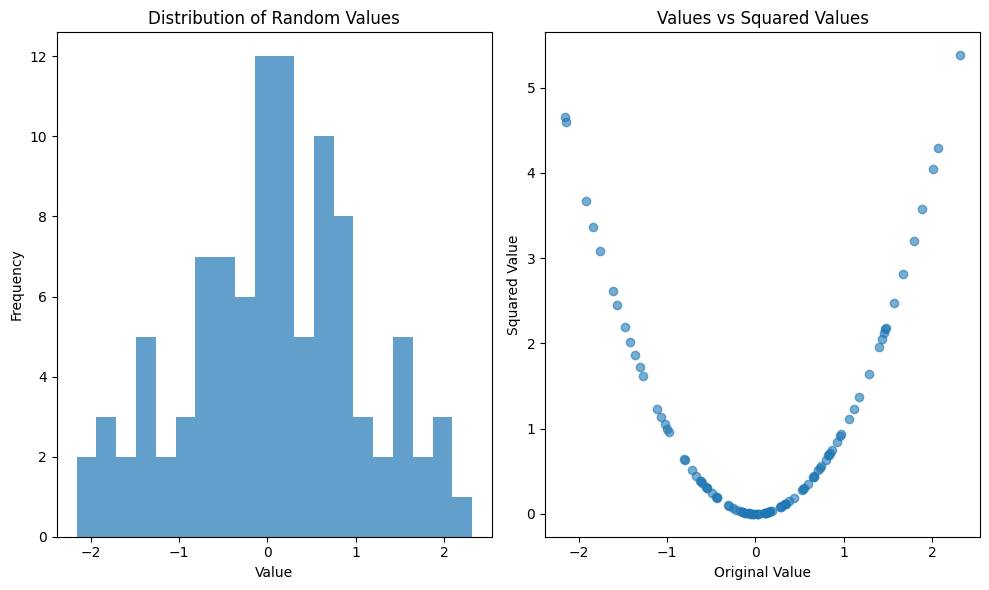 Distribution of Random Values
Frequency
12
10
8
6
4
2
0
−2 −1 0 1 2
Value
Values vs Squared Values
Squared Value
5
4
3
2
1
0
−2 −1 0 1 2
Original Value